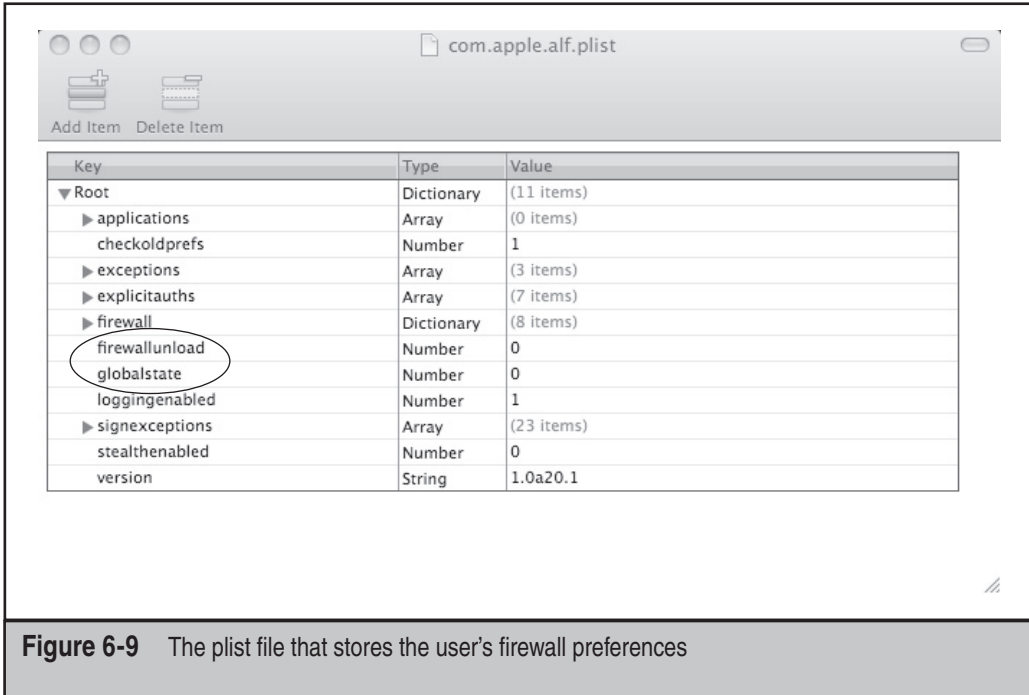 com.apple.alf.plist
Add Item Delete Item
Key Type Value
Root Dictionary (11 items)
applications Array (0 items)
checkoldprefs Number 1
exceptions Array (3 items)
explicitauths Array (7 items)
firewall Dictionary (8 items)
firewallunload Number 0
globalstate Number 0
loggingenabled Number 1
signexceptions Array (23 items)
stealthenabled Number 0
version String 1.0a20.1
Figure 6-9 The plist file that stores the user's firewall preferences